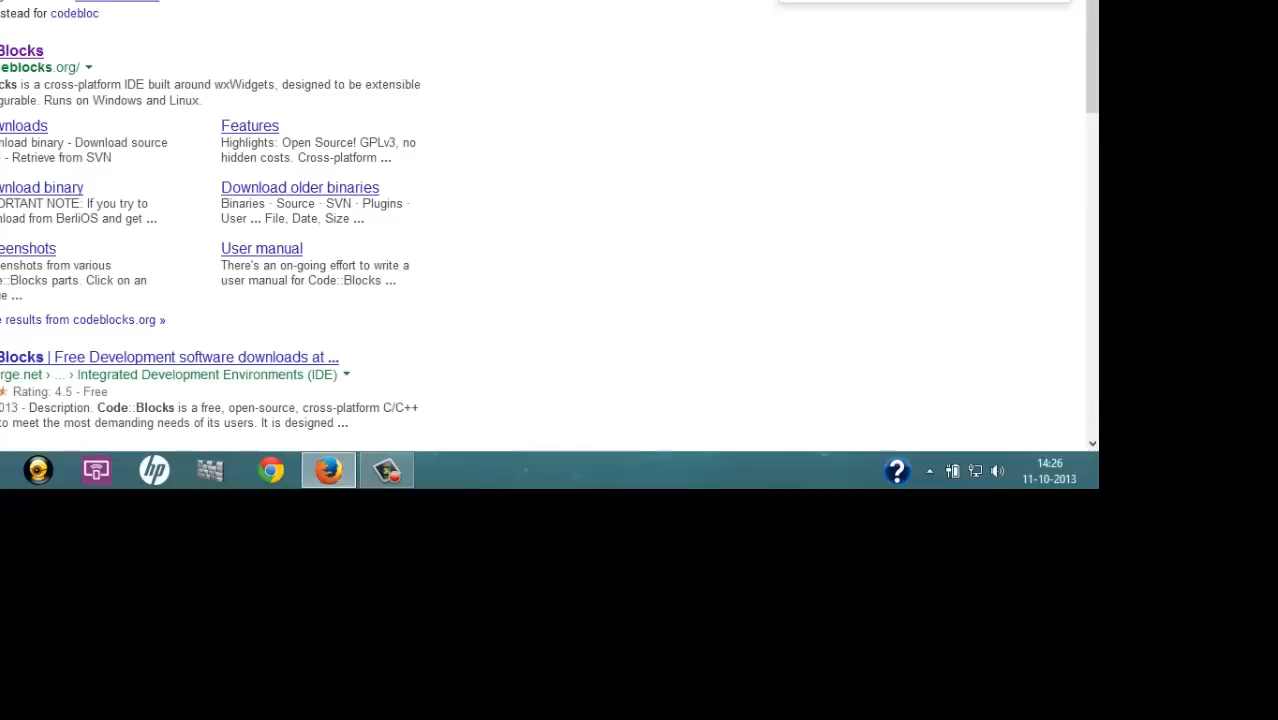 stead for codebloc
Blocks
eblocks.org/
cks is a cross-platform IDE built around wxWidgets, designed to be extensible
gurable. Runs on Windows and Linux.
wnloads
nload binary - Download source
- Retrieve from SVN
Features
Highlights: Open Source! GPLv3, no
hidden costs. Cross-platform ...
wnload binary
ORTANT NOTE: If you try to
nload from BerliOS and get ...
Download older binaries
Binaries · Source · SVN · Plugins ·
User ... File, Date, Size ...
eenshots
enshots from various
e::Blocks parts. Click on an
ge ...
User manual
There's an on-going effort to write a
user manual for Code::Blocks ...
e results from codeblocks.org »
Blocks | Free Development software downloads at ...
rge.net › ... › Integrated Development Environments (IDE)
Rating: 4.5 - Free
013 - Description. Code::Blocks is a free, open-source, cross-platform C/C++
to meet the most demanding needs of its users. It is designed ...
hp
?
14:26
11-10-2013